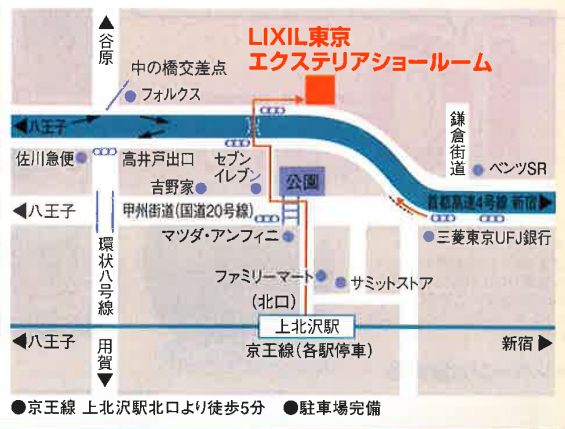 LIXIL東京
エクステリアショールーム
▲谷原
中の橋交差点
フォルクス
◀八王子
鎌倉街道
佐川急便
高井戸出口
セブン
イレブン
ベンツSR
吉野家
公園
首都高速4号線 新宿▶
◀八王子
甲州街道(国道20号線)
マツダ・アンフィニ
三菱東京UFJ銀行
環状八号線
ファミリーマート
サミットストア
(北口)
上北沢駅
◀八王子
用賀▼
京王線(各駅停車)
新宿▶
●京王線 上北沢駅北口より徒歩5分 ●駐車場完備